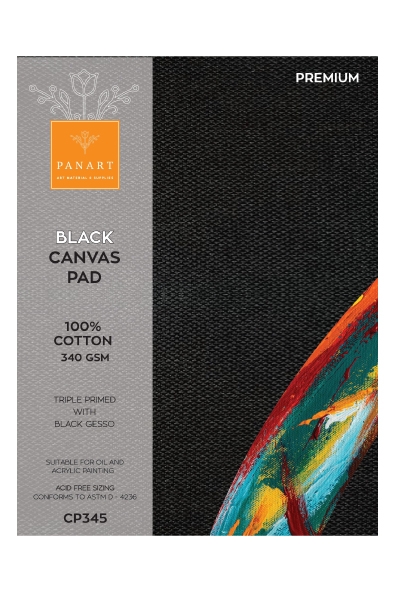 PREMIUM
PANART
ART MATERIAL & SUPPLIES
BLACK
CANVAS
PAD
100%
COTTON
340 GSM
TRIPLE PRIMED
WITH
BLACK GESSO
SUITABLE FOR OIL AND
ACRYLIC PAINTING
ACID FREE SIZING
CONFORMS TO ASTM D - 4236
CP345